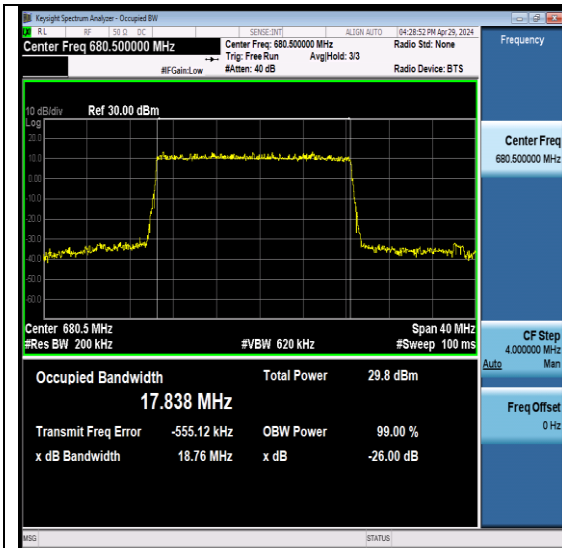 Keysight Spectrum Analyzer - Occupied BW
RL RF 50 Ω DC SENSE:INT ALIGN AUTO 04:28:52 PM Apr 29, 2024
Center Freq 680.500000 MHz
Center Freq: 680.500000 MHz
Radio Std: None
Trig: Free Run Avg|Hold: 3/3
#IFGain:Low #Atten: 40 dB Radio Device: BTS
Frequency
10 dB/div Ref 30.00 dBm
Log
20.0
10.0
0.00
-10.0
-20.0
-30.0
-40.0
-50.0
-60.0
Center Freq
680.500000 MHz
Center 680.5 MHz Span 40 MHz
#Res BW 200 kHz #VBW 620 kHz #Sweep 100 ms
CF Step
4.000000 MHz
Auto Man
Occupied Bandwidth Total Power 29.8 dBm
17.838 MHz
Transmit Freq Error -555.12 kHz OBW Power 99.00 %
x dB Bandwidth 18.76 MHz x dB -26.00 dB
Freq Offset
0 Hz
MSG STATUS